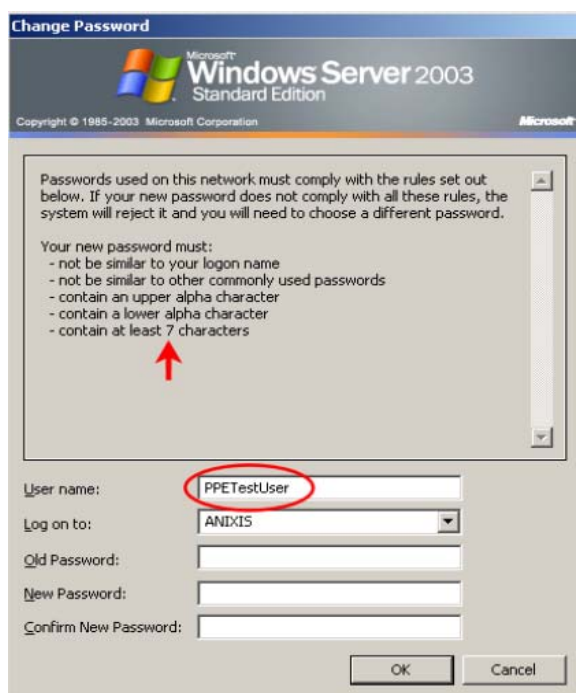 Change Password
Microsoft
Windows Server 2003
Standard Edition
Copyright © 1985-2003 Microsoft Corporation
Microsoft
Passwords used on this network must comply with the rules set out
below. If your new password does not comply with all these rules, the
system will reject it and you will need to choose a different password.
Your new password must:
- not be similar to your logon name
- not be similar to other commonly used passwords
- contain an upper alpha character
- contain a lower alpha character
- contain at least 7 characters
User name: PPETestUser
Log on to: ANIXIS
Old Password:
New Password:
Confirm New Password:
OK Cancel